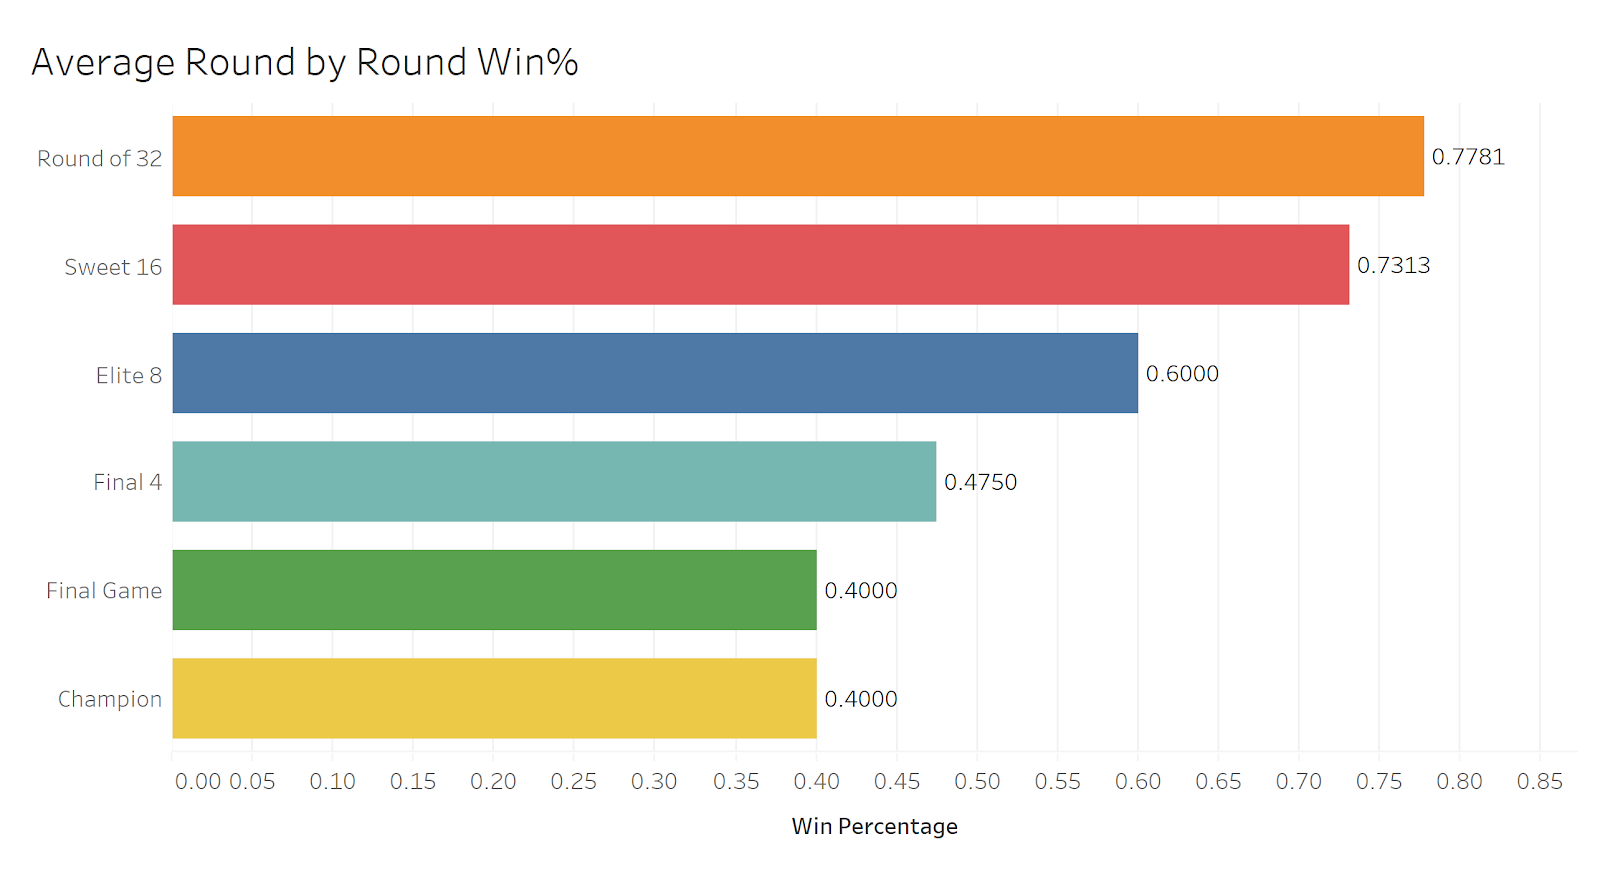 Average Round by Round Win%
Round of 32 0.7781
Sweet 16 0.7313
Elite 8 0.6000
Final 4 0.4750
Final Game 0.4000
Champion 0.4000
0.00 0.05 0.10 0.15 0.20 0.25 0.30 0.35 0.40 0.45 0.50 0.55 0.60 0.65 0.70 0.75 0.80 0.85
Win Percentage